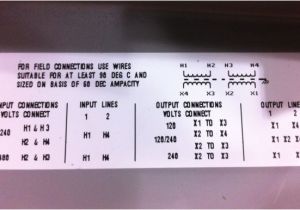 FOR FIELD CONNECTIONS USE WIRES
SUITABLE FOR AT LEAST 90 DEG C AND
SIZED ON BASIS OF 60 DEG AMPACITY
H1 H3 H2 H4
X4 X2 X3 X1
NPUT CONNECTIONS INPUT LINES
VOLTS CONNECT 1 2
240 H1 & H3
H2 & H4 H1 H4
480 H2 & H3 H1 H4
OUTPUT CONNECTIONS OUTPUT LINES
VOLTS CONNECT 1 2
120 X1 TO X3
X2 TO X4 X1 X4
120/240 X2 TO X3 X1 X4
240 X2 TO X3 X1 X4